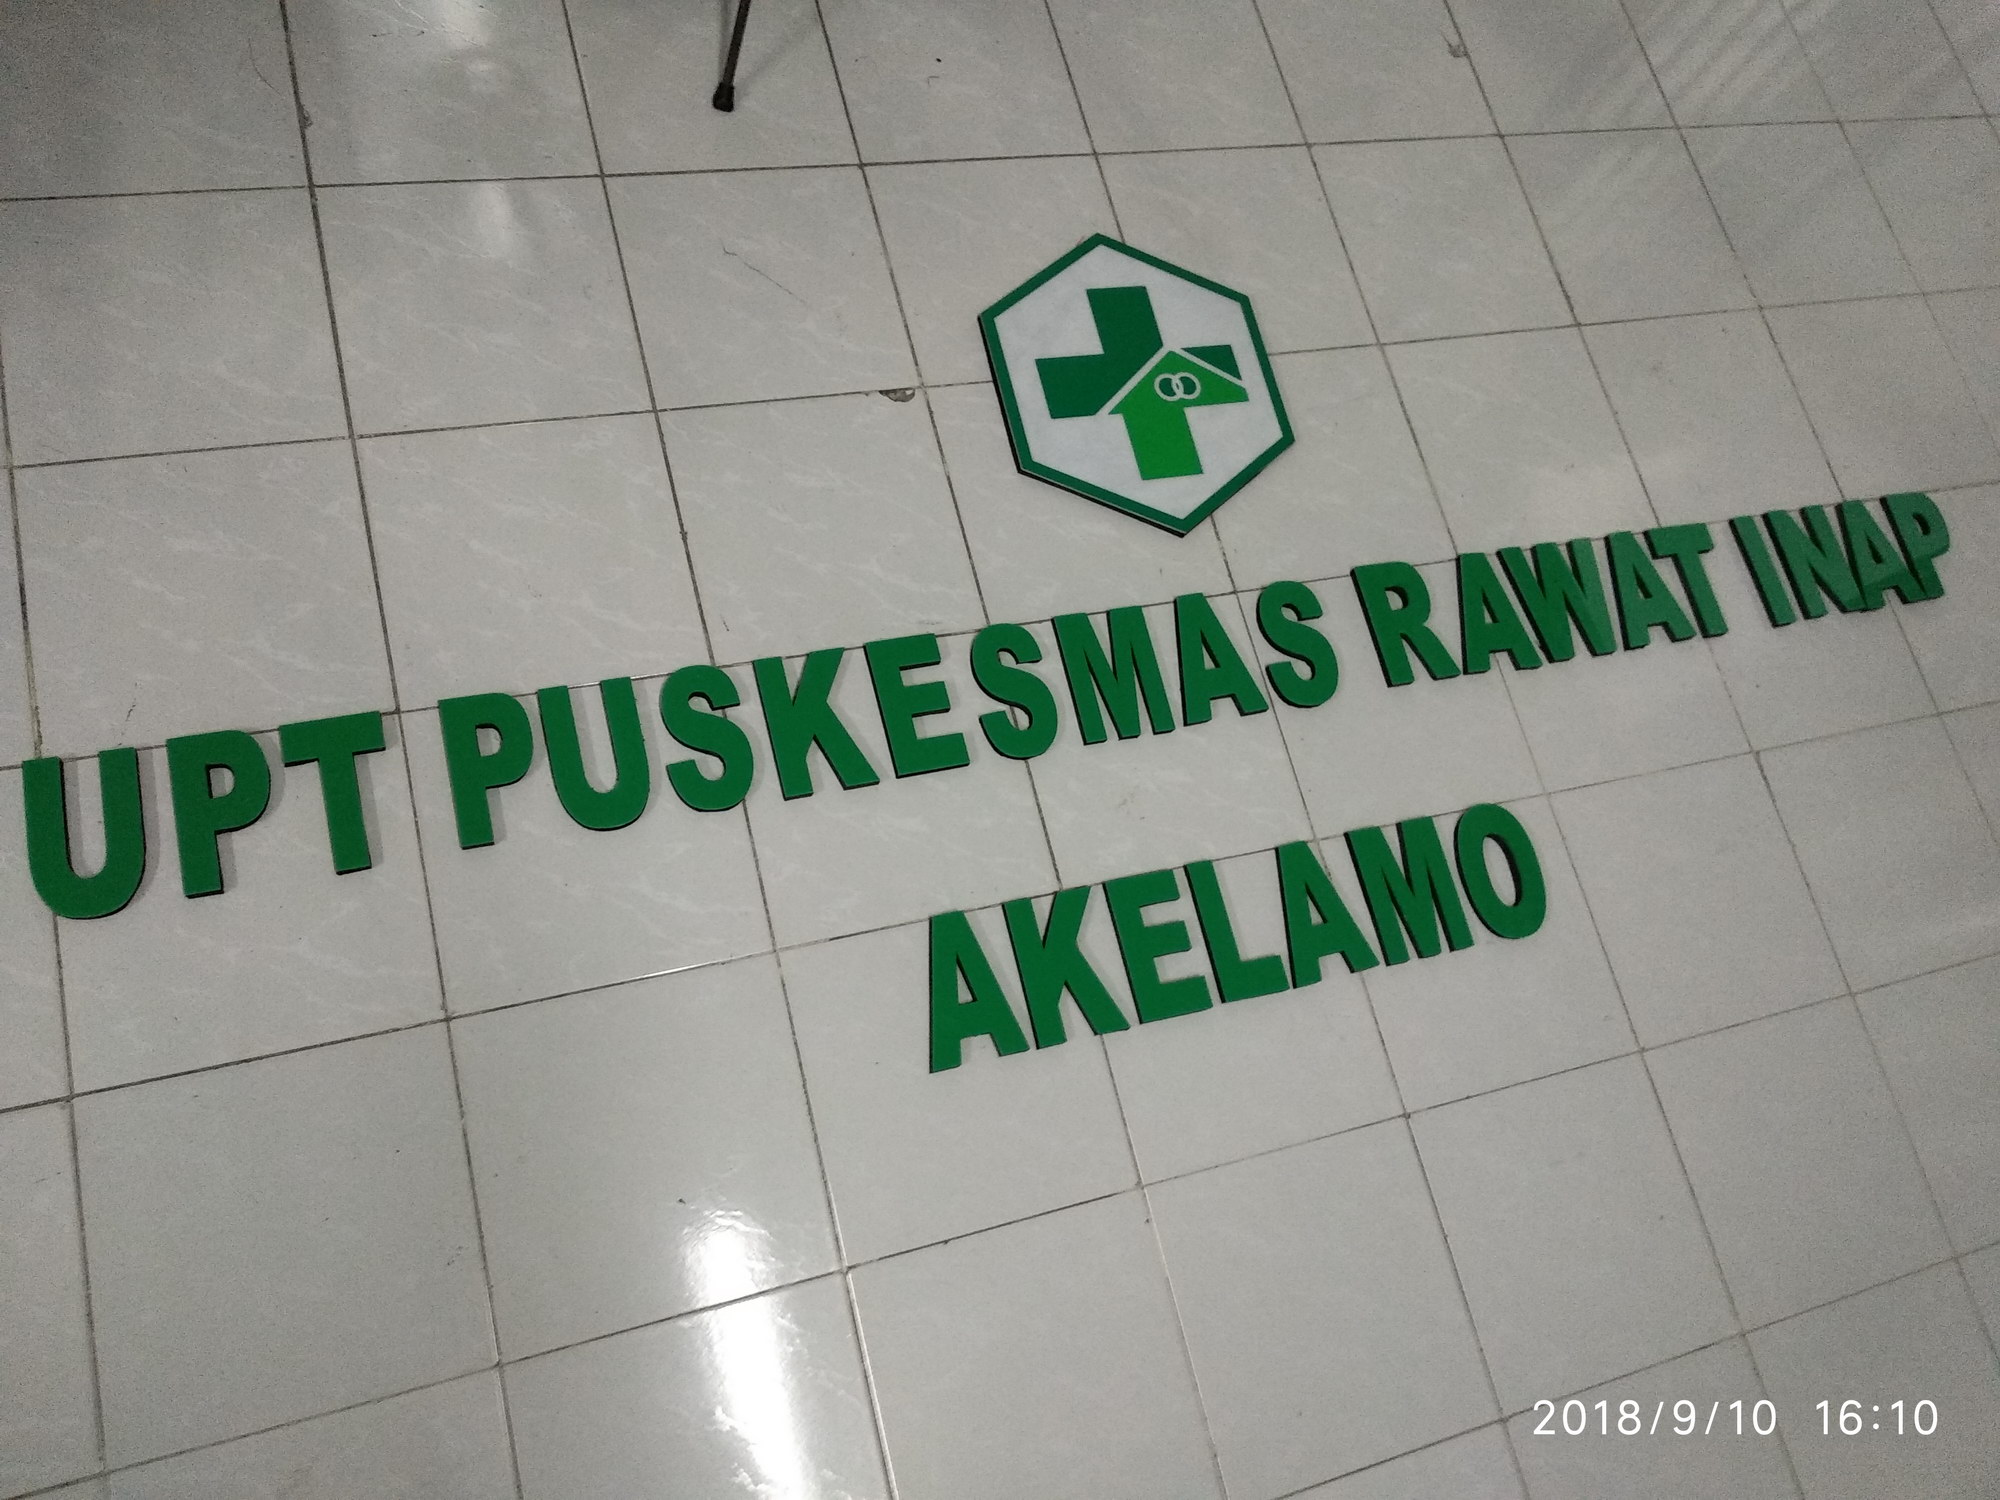 UPT PUSKESMAS RAWAT INAP
AKELAMO
2018/9/10 16:10